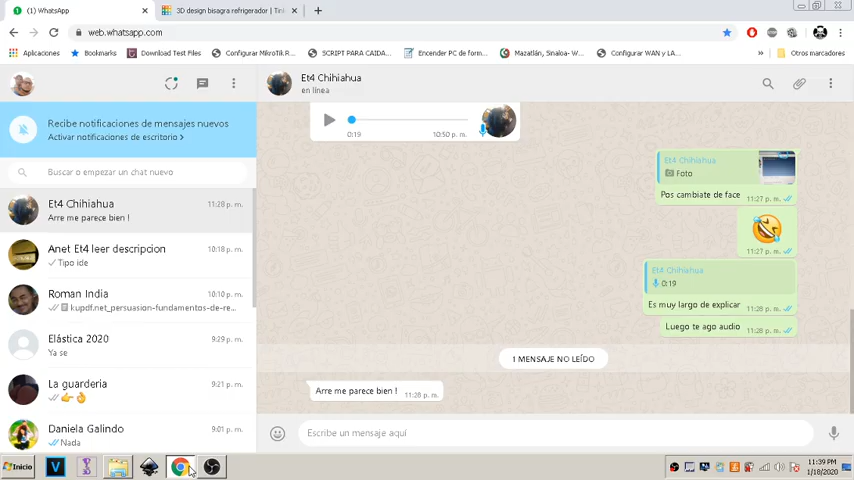 (1) WhatsApp
3D design bisagra refrigerador | Tin
web.whatsapp.com
Aplicaciones
Bookmarks
Download Test Files
Configurar MikroTik R...
SCRIPT PARA CAIDA...
Encender PC de form...
Mazatlán, Sinaloa- W...
Configurar WAN y LA...
»
Otros marcadores
Et4 Chihiahua
en línea
Recibe notificaciones de mensajes nuevos
Activar notificaciones de escritorio >
Buscar o empezar un chat nuevo
Et4 Chihiahua
11:28 p. m.
Arre me parece bien !
Anet Et4 leer descripcion
10:18 p. m.
Tipo ide
Roman India
10:10 p. m.
kupdf.net_persuasion-fundamentos-de-re...
Elástica 2020
9:29 p. m.
Ya se
La guarderia
9:21 p. m.
Daniela Galindo
9:01 p. m.
Nada
0:19
10:50 p. m.
Et4 Chihiahua
Foto
Pos cambiate de face
11:27 p. m.
11:27 p. m.
Et4 Chihiahua
0:19
Es muy largo de explicar
11:28 p. m.
Luego te ago audio
11:28 p. m.
1 MENSAJE NO LEÍDO
Arre me parece bien !
11:28 p. m.
Escribe un mensaje aquí
Inicio
11:39 PM
1/18/2020